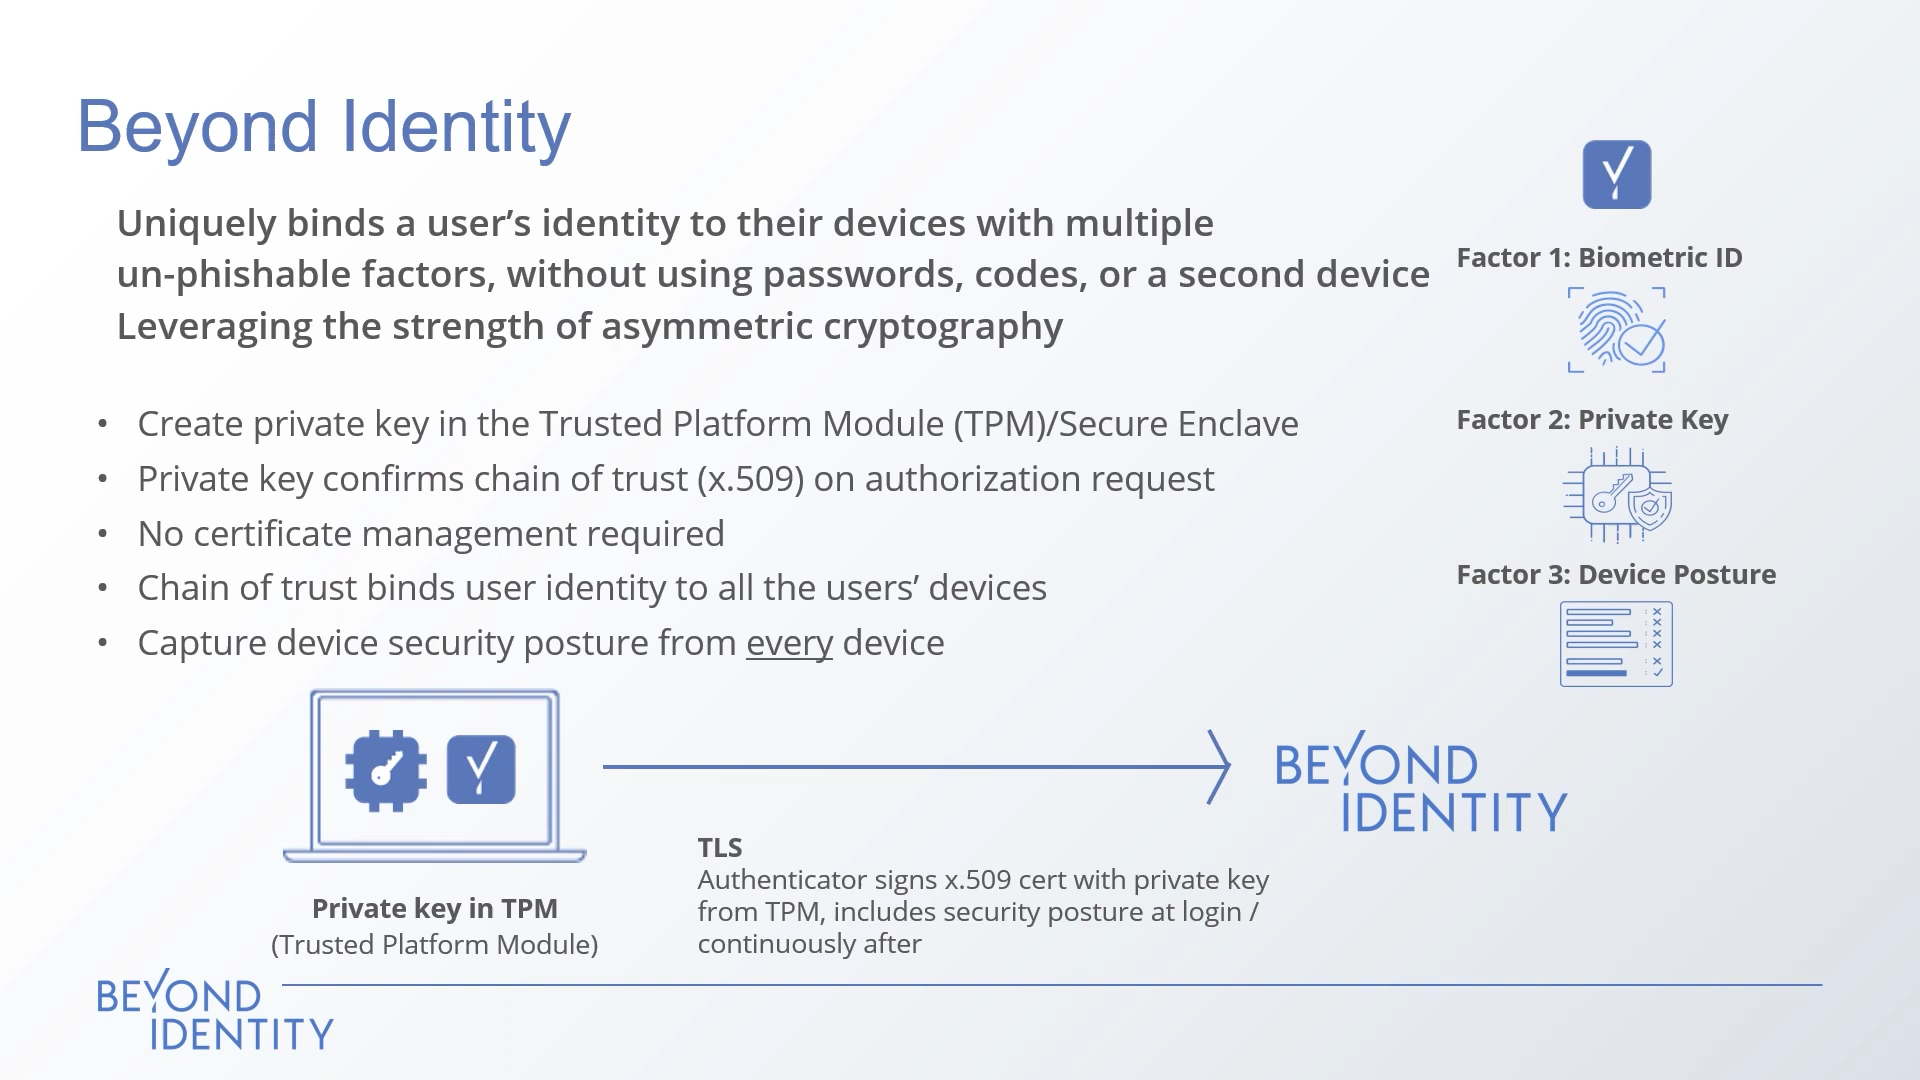 Beyond Identity
Uniquely binds a user’s identity to their devices with multiple
un-phishable factors, without using passwords, codes, or a second device
Leveraging the strength of asymmetric cryptography
• Create private key in the Trusted Platform Module (TPM)/Secure Enclave
• Private key confirms chain of trust (x.509) on authorization request
• No certificate management required
• Chain of trust binds user identity to all the users’ devices
• Capture device security posture from every device
Factor 1: Biometric ID
Factor 2: Private Key
Factor 3: Device Posture
Private key in TPM
(Trusted Platform Module)
TLS
Authenticator signs x.509 cert with private key
from TPM, includes security posture at login /
continuously after
BEYOND
IDENTITY
BEYOND
IDENTITY